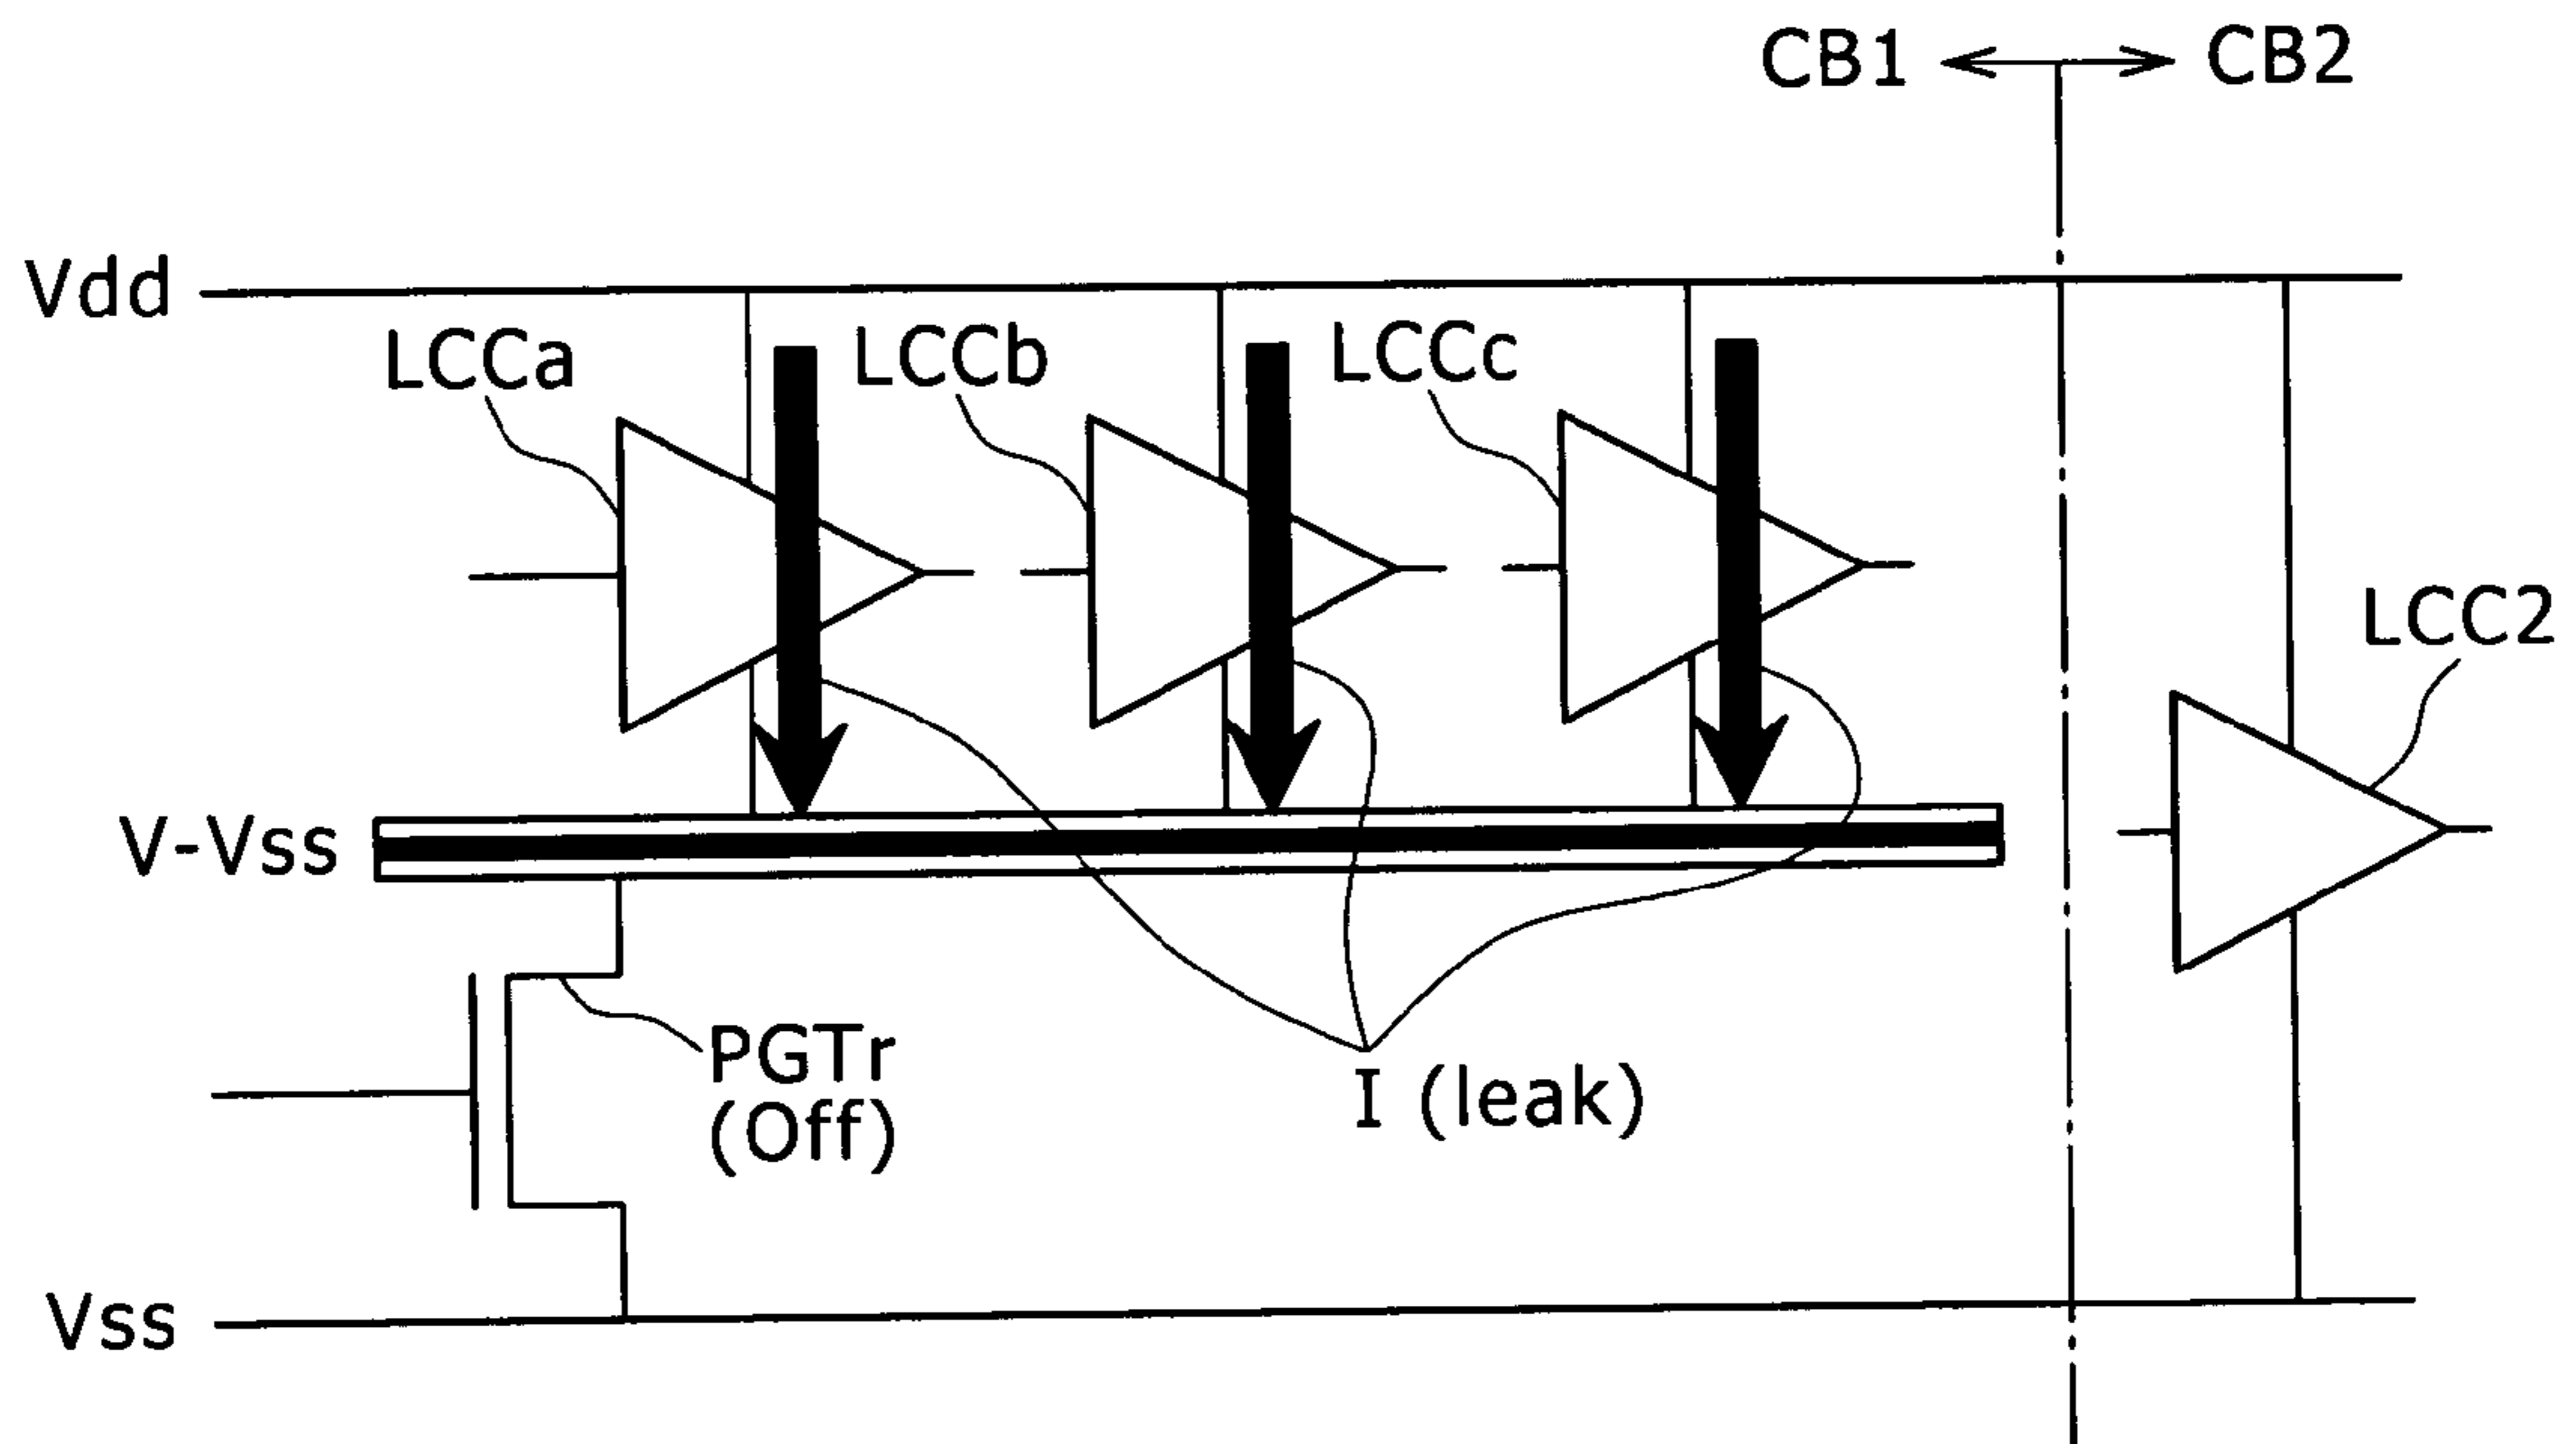 CB1 CB2
Vdd
LCCa LCCb LCCc
LCC2
V-Vss
PGTr
(Off)
I (leak)
Vss